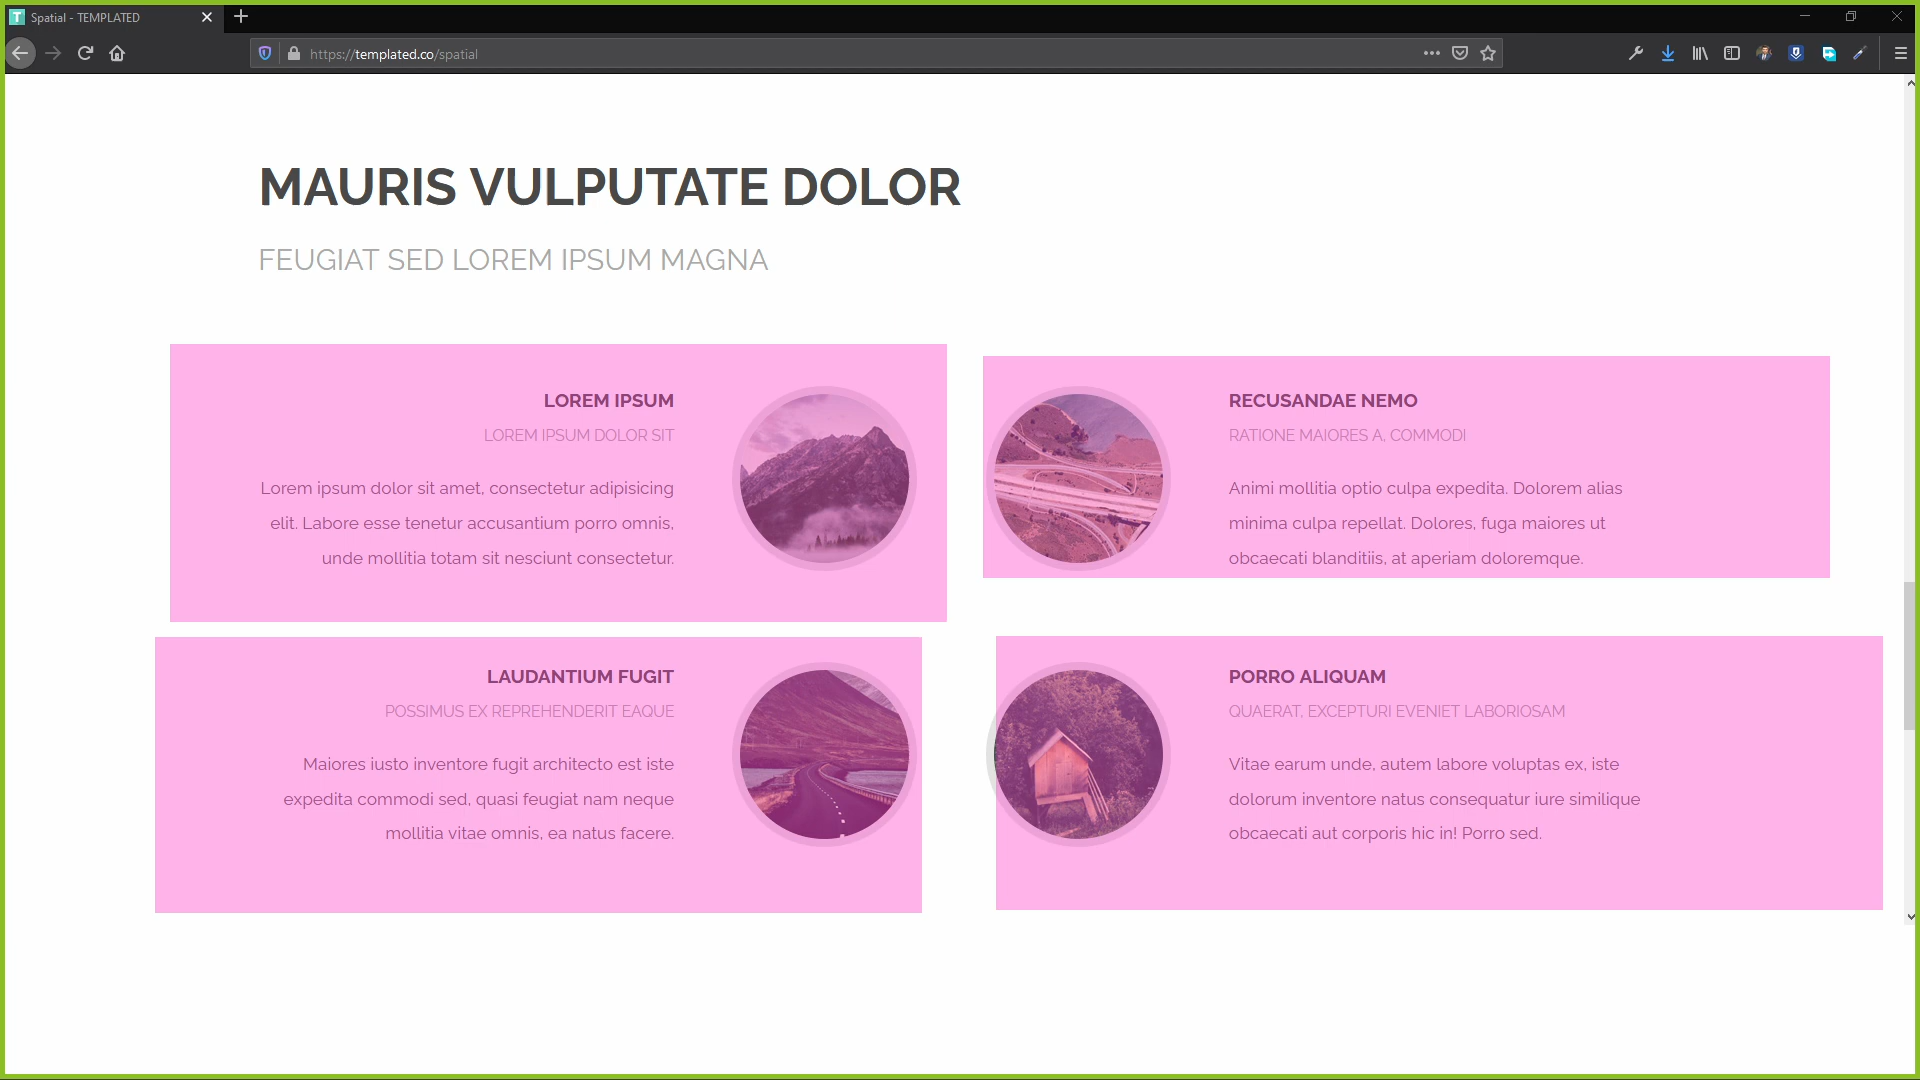 Spatial - TEMPLATED
https://templated.co/spatial
MAURIS VULPUTATE DOLOR
FEUGIAT SED LOREM IPSUM MAGNA
LOREM IPSUM
LOREM IPSUM DOLOR SIT
Lorem ipsum dolor sit amet, consectetur adipisicing
elit. Labore esse tenetur accusantium porro omnis,
unde mollitia totam sit nesciunt consectetur.
RECUSANDAE NEMO
RATIONE MAIORES A, COMMODI
Animi mollitia optio culpa expedita. Dolorem alias
minima culpa repellat. Dolores, fuga maiores ut
obcaecati blanditiis, at aperiam doloremque.
LAUDANTIUM FUGIT
POSSIMUS EX REPREHENDERIT EAQUE
Maiores iusto inventore fugit architecto est iste
expedita commodi sed, quasi feugiat nam neque
mollitia vitae omnis, ea natus facere.
PORRO ALIQUAM
QUAERAT, EXCEPTURI EVENIET LABORIOSAM
Vitae earum unde, autem labore voluptas ex, iste
dolorum inventore natus consequatur iure similique
obcaecati aut corporis hic in! Porro sed.